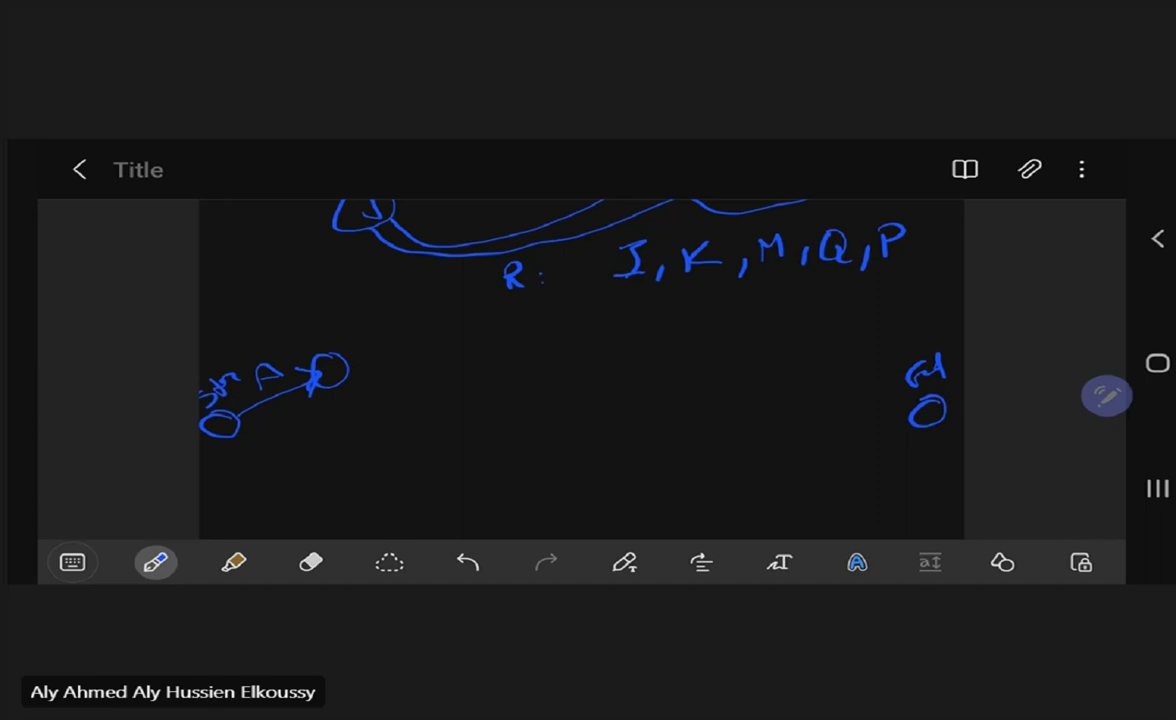 Title
J
R: I, K, M, Q, P
A
Aly Ahmed Aly Hussien Elkoussy